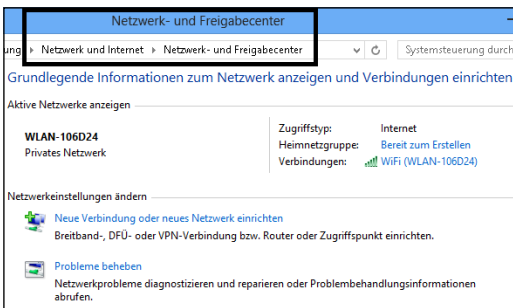 Netzwerk- und Freigabecenter
ung ▸ Netzwerk und Internet ▸ Netzwerk- und Freigabecenter Systemsteuerung durch
Grundlegende Informationen zum Netzwerk anzeigen und Verbindungen einrichten
Aktive Netzwerke anzeigen
WLAN-106D24 Zugriffstyp: Internet
Privates Netzwerk Heimnetzgruppe: Bereit zum Erstellen
Verbindungen: WiFi (WLAN-106D24)
Netzwerkeinstellungen ändern
Neue Verbindung oder neues Netzwerk einrichten
Breitband-, DFÜ- oder VPN-Verbindung bzw. Router oder Zugriffspunkt einrichten.
Probleme beheben
Netzwerkprobleme diagnostizieren und reparieren oder Problembehandlungsinformationen
abrufen.